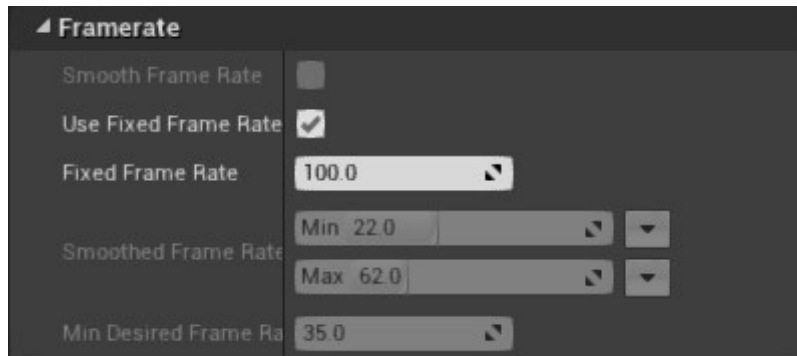 Framerate
Smooth Frame Rate
Use Fixed Frame Rate
Fixed Frame Rate 100.0
Min 22.0
Smoothed Frame Rate
Max 62.0
Min Desired Frame Ra 35.0